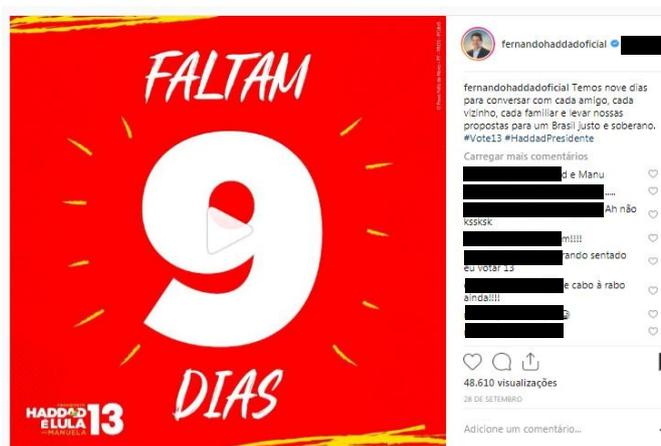 FALTAM
9
DIAS
HADDAD
É LULA
MANUELA
13
fernandohaddadoficial
fernandohaddadoficial Temos nove dias
para conversar com cada amigo, cada
vizinho, cada familiar e levar nossas
propostas para um Brasil justo e soberano.
#Vote13 #HaddadPresidente
Carregar mais comentários
d e Manu
.....
Ah não
kssksk
m!!!!
rando sentado
eu votar 13
e cabo à rabo
ainda!!!!
48.610 visualizações
28 DE SETEMBRO
Adicione um comentário...